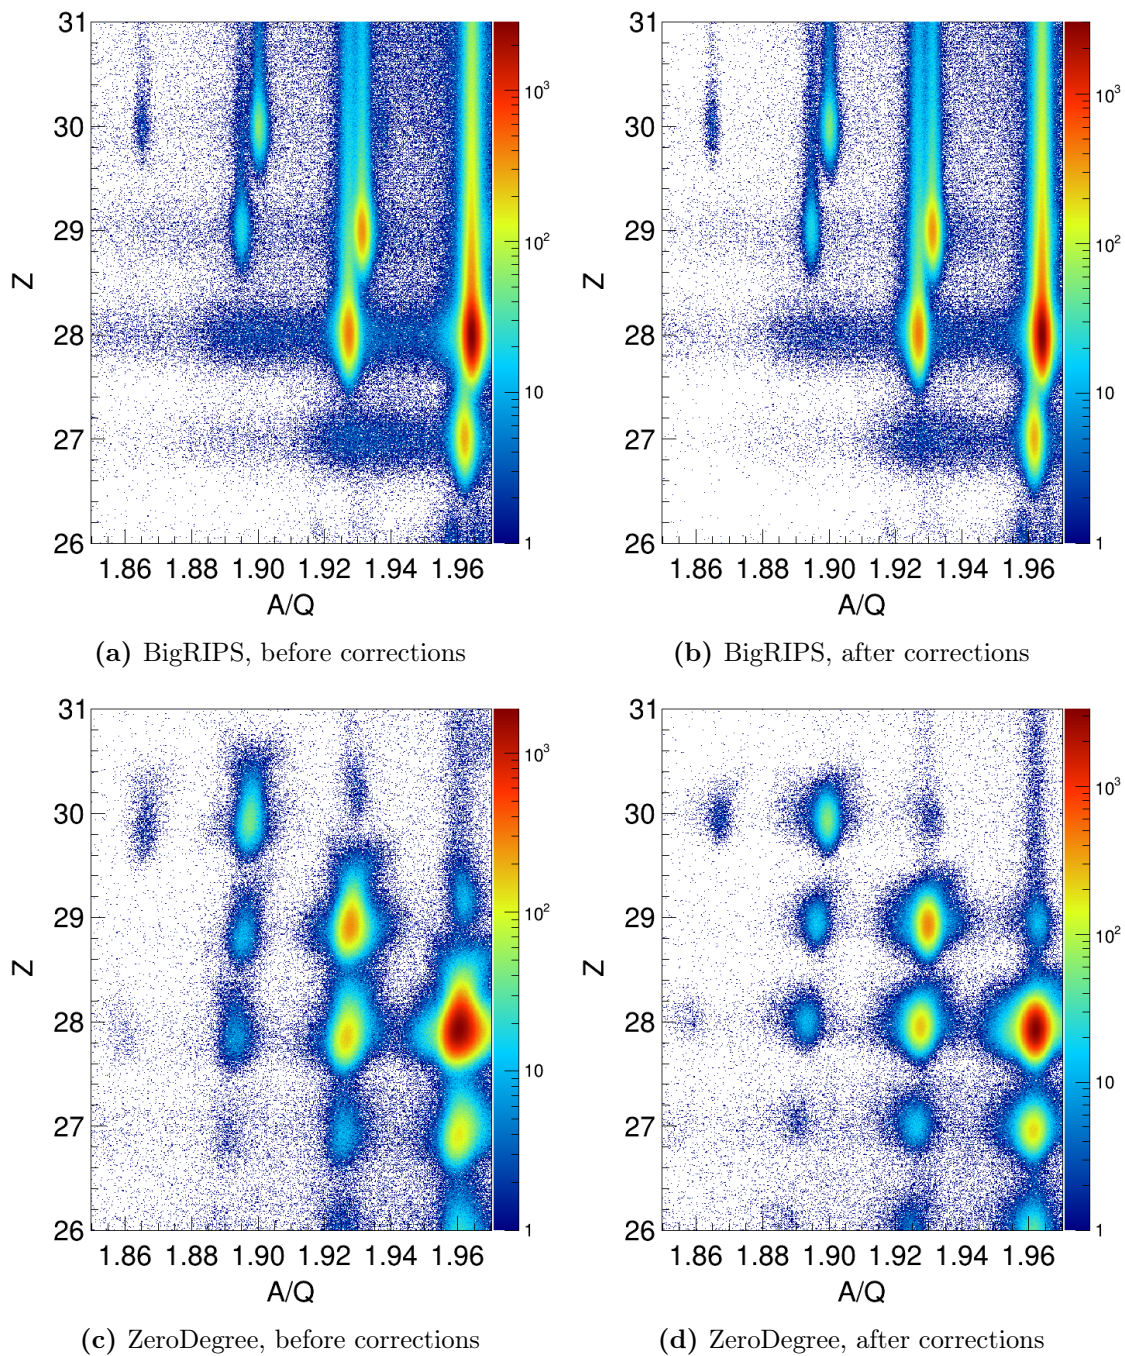 31
30
29
28
27
26
Z
1.86 1.88 1.90 1.92 1.94 1.96
A/Q
10³
10²
10
1
(a) BigRIPS, before corrections
31
30
29
28
27
26
Z
1.86 1.88 1.90 1.92 1.94 1.96
A/Q
10³
10²
10
1
(b) BigRIPS, after corrections
31
30
29
28
27
26
Z
1.86 1.88 1.90 1.92 1.94 1.96
A/Q
10³
10²
10
1
(c) ZeroDegree, before corrections
31
30
29
28
27
26
Z
1.86 1.88 1.90 1.92 1.94 1.96
A/Q
10³
10²
10
1
(d) ZeroDegree, after corrections